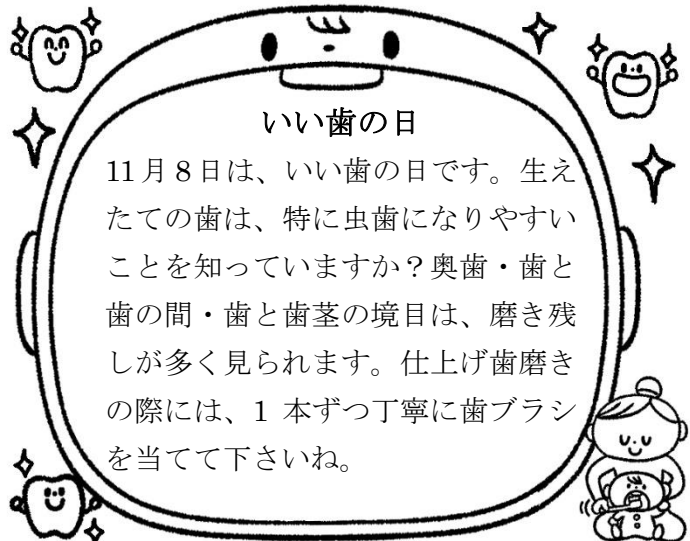 いい歯の日
11月8日は、いい歯の日です。生え
たての歯は、特に虫歯になりやすい
ことを知っていますか？奥歯・歯と
歯の間・歯と歯茎の境目は、磨き残
しが多く見られます。仕上げ歯磨き
の際には、1 本ずつ丁寧に歯ブラシ
を当てて下さいね。